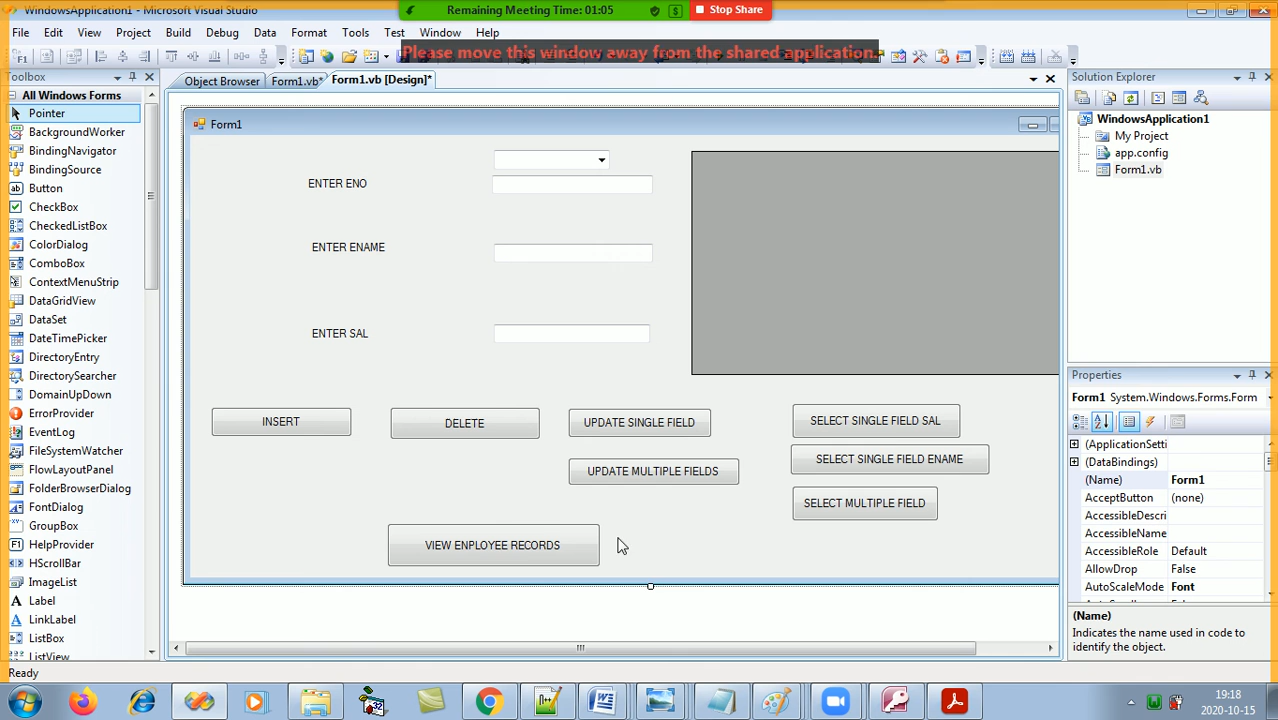 WindowsApplication1 - Microsoft Visual Studio
Remaining Meeting Time: 01:05
Stop Share
File Edit View Project Build Debug Data Format Tools Test Window Help
Please move this window away from the shared application
Toolbox
Object Browser Form1.vb* Form1.vb [Design]*
Solution Explorer
All Windows Forms
Pointer
BackgroundWorker
BindingNavigator
BindingSource
Button
CheckBox
CheckedListBox
ColorDialog
ComboBox
ContextMenuStrip
DataGridView
DataSet
DateTimePicker
DirectoryEntry
DirectorySearcher
DomainUpDown
ErrorProvider
EventLog
FileSystemWatcher
FlowLayoutPanel
FolderBrowserDialog
FontDialog
GroupBox
HelpProvider
HScrollBar
ImageList
Label
LinkLabel
ListBox
ListView
Form1
ENTER ENO
ENTER ENAME
ENTER SAL
INSERT
DELETE
UPDATE SINGLE FIELD
SELECT SINGLE FIELD SAL
SELECT SINGLE FIELD ENAME
UPDATE MULTIPLE FIELDS
SELECT MULTIPLE FIELD
VIEW ENPLOYEE RECORDS
WindowsApplication1
My Project
app.config
Form1.vb
Properties
Form1 System.Windows.Forms.Form
(ApplicationSetti
(DataBindings)
(Name) Form1
AcceptButton (none)
AccessibleDescri
AccessibleName
AccessibleRole Default
AllowDrop False
AutoScaleMode Font
(Name)
Indicates the name used in code to
identify the object.
Ready
19:18
2020-10-15